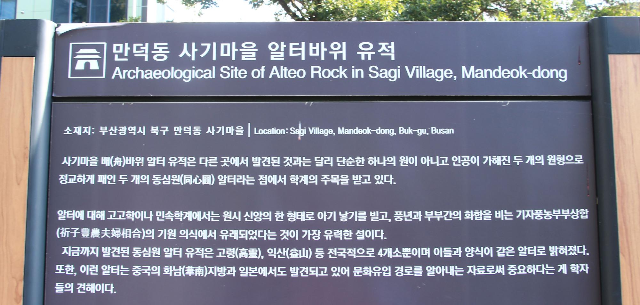 만덕동 사기마을 알터바위 유적
Archaeological Site of Alteo Rock in Sagi Village, Mandeok-dong
소재지: 부산광역시 북구 만덕동 사기마을 | Location: Sagi Village, Mandeok-dong, Buk-gu, Busan
사기마을 배(舟)바위 알터 유적은 다른 곳에서 발견된 것과는 달리 단순한 하나의 원이 아니고 인공이 가해진 두 개의 원형으로
정교하게 패인 두 개의 동심원(同心圓) 알터라는 점에서 학계의 주목을 받고 있다.
알터에 대해 고고학이나 민속학계에서는 원시 신앙의 한 형태로 아기 낳기를 빌고, 풍년과 부부간의 화합을 비는 기자풍농부부상합
(祈子豊農夫婦相合)의 기원 의식에서 유래되었다는 것이 가장 유력한 설이다.
지금까지 발견된 동심원 알터 유적은 고령(高靈), 익산(益山) 등 전국적으로 4개소뿐이며 이들과 양식이 같은 알터로 밝혀졌다.
또한, 이런 알터는 중국의 화남(華南)지방과 일본에서도 발견되고 있어 문화유입 경로를 알아내는 자료로써 중요하다는 게 학자
들의 견해이다.